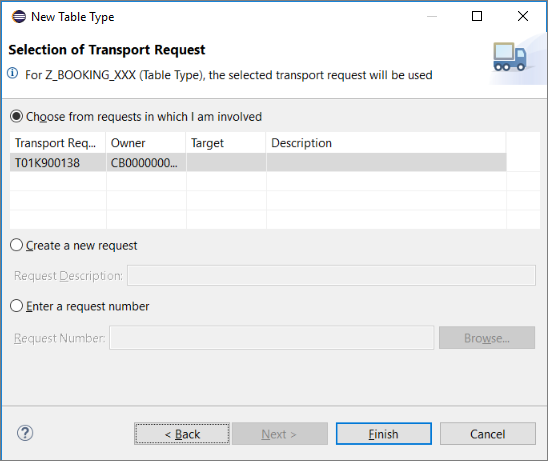 New Table Type
Selection of Transport Request
For Z_BOOKING_XXX (Table Type), the selected transport request will be used
Choose from requests in which I am involved
Transport Req... Owner Target Description
T01K900138 CB0000000...
Create a new request
Request Description:
Enter a request number
Request Number: Browse...
? < Back Next > Finish Cancel